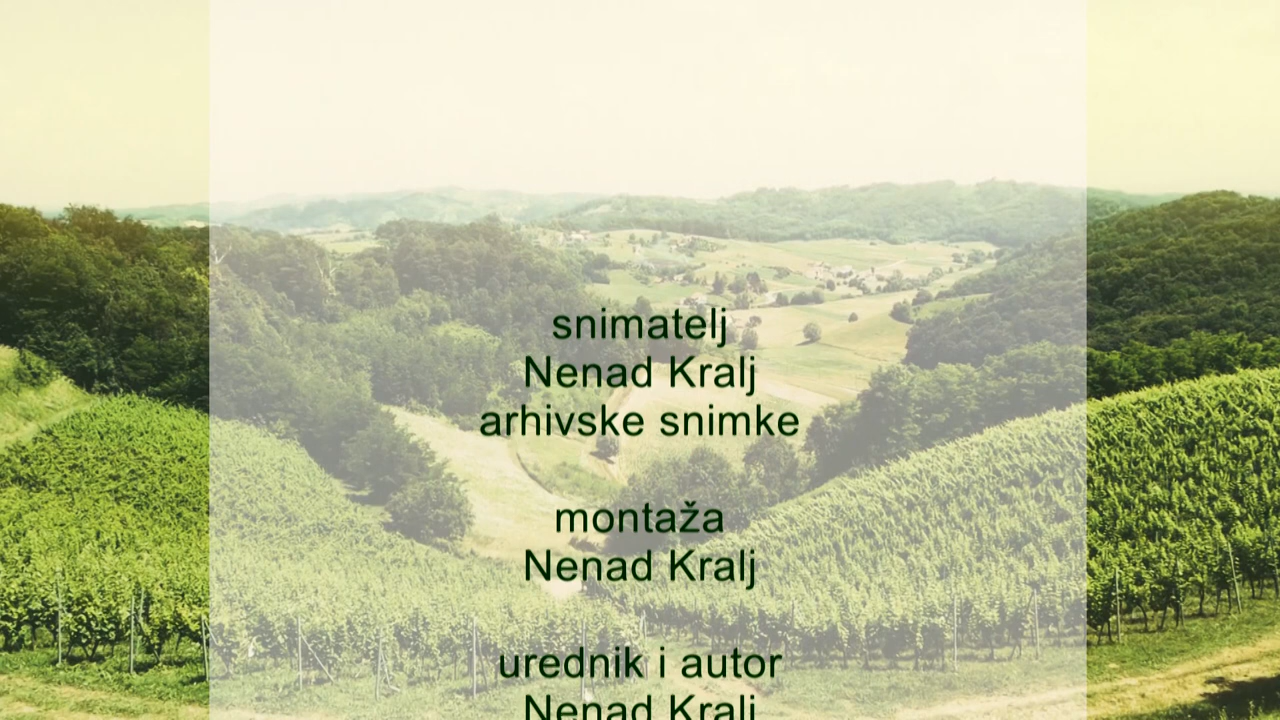 snimatelj
Nenad Kralj
arhivske snimke
montaža
Nenad Kralj
urednik i autor
Nenad Kralj